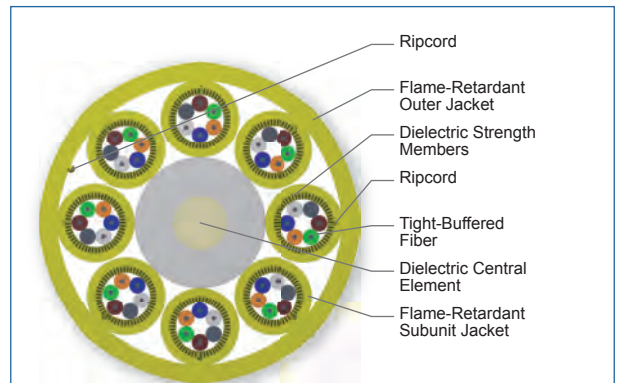 Ripcord
Flame-Retardant
Outer Jacket
Dielectric Strength
Members
Ripcord
Tight-Buffered
Fiber
Dielectric Central
Element
Flame-Retardant
Subunit Jacket